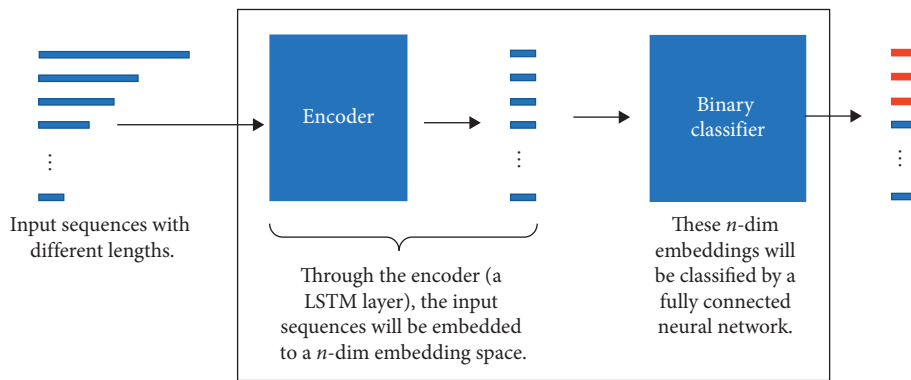 Encoder
Binary
classifier
Input sequences with
different lengths.
Through the encoder (a
LSTM layer), the input
sequences will be embedded
to a n-dim embedding space.
These n-dim
embeddings will
be classified by a
fully connected
neural network.